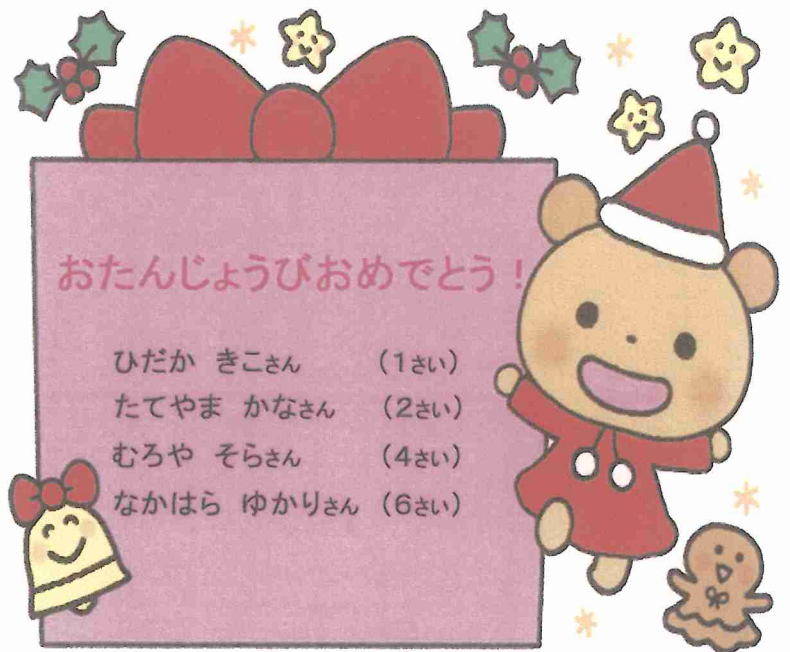 おたんじょうびおめでとう！
ひだか きこさん （1さい）
たてやま かなさん （2さい）
むろや そらさん （4さい）
なかはら ゆかりさん （6さい）